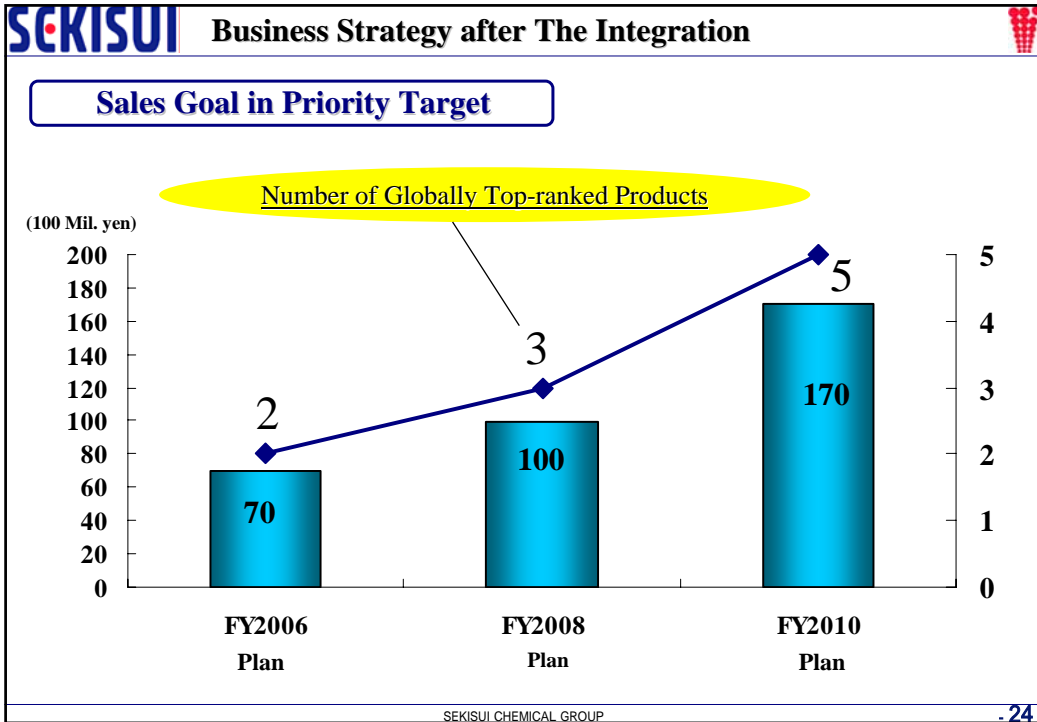 SEKISUI
Business Strategy after The Integration
Sales Goal in Priority Target
Number of Globally Top-ranked Products
(100 Mil. yen)
200
180
160
140
120
100
80
60
40
20
0
5
4
3
2
1
0
2
3
5
70
100
170
FY2006
FY2008
FY2010
Plan
Plan
Plan
SEKISUI CHEMICAL GROUP
- 24